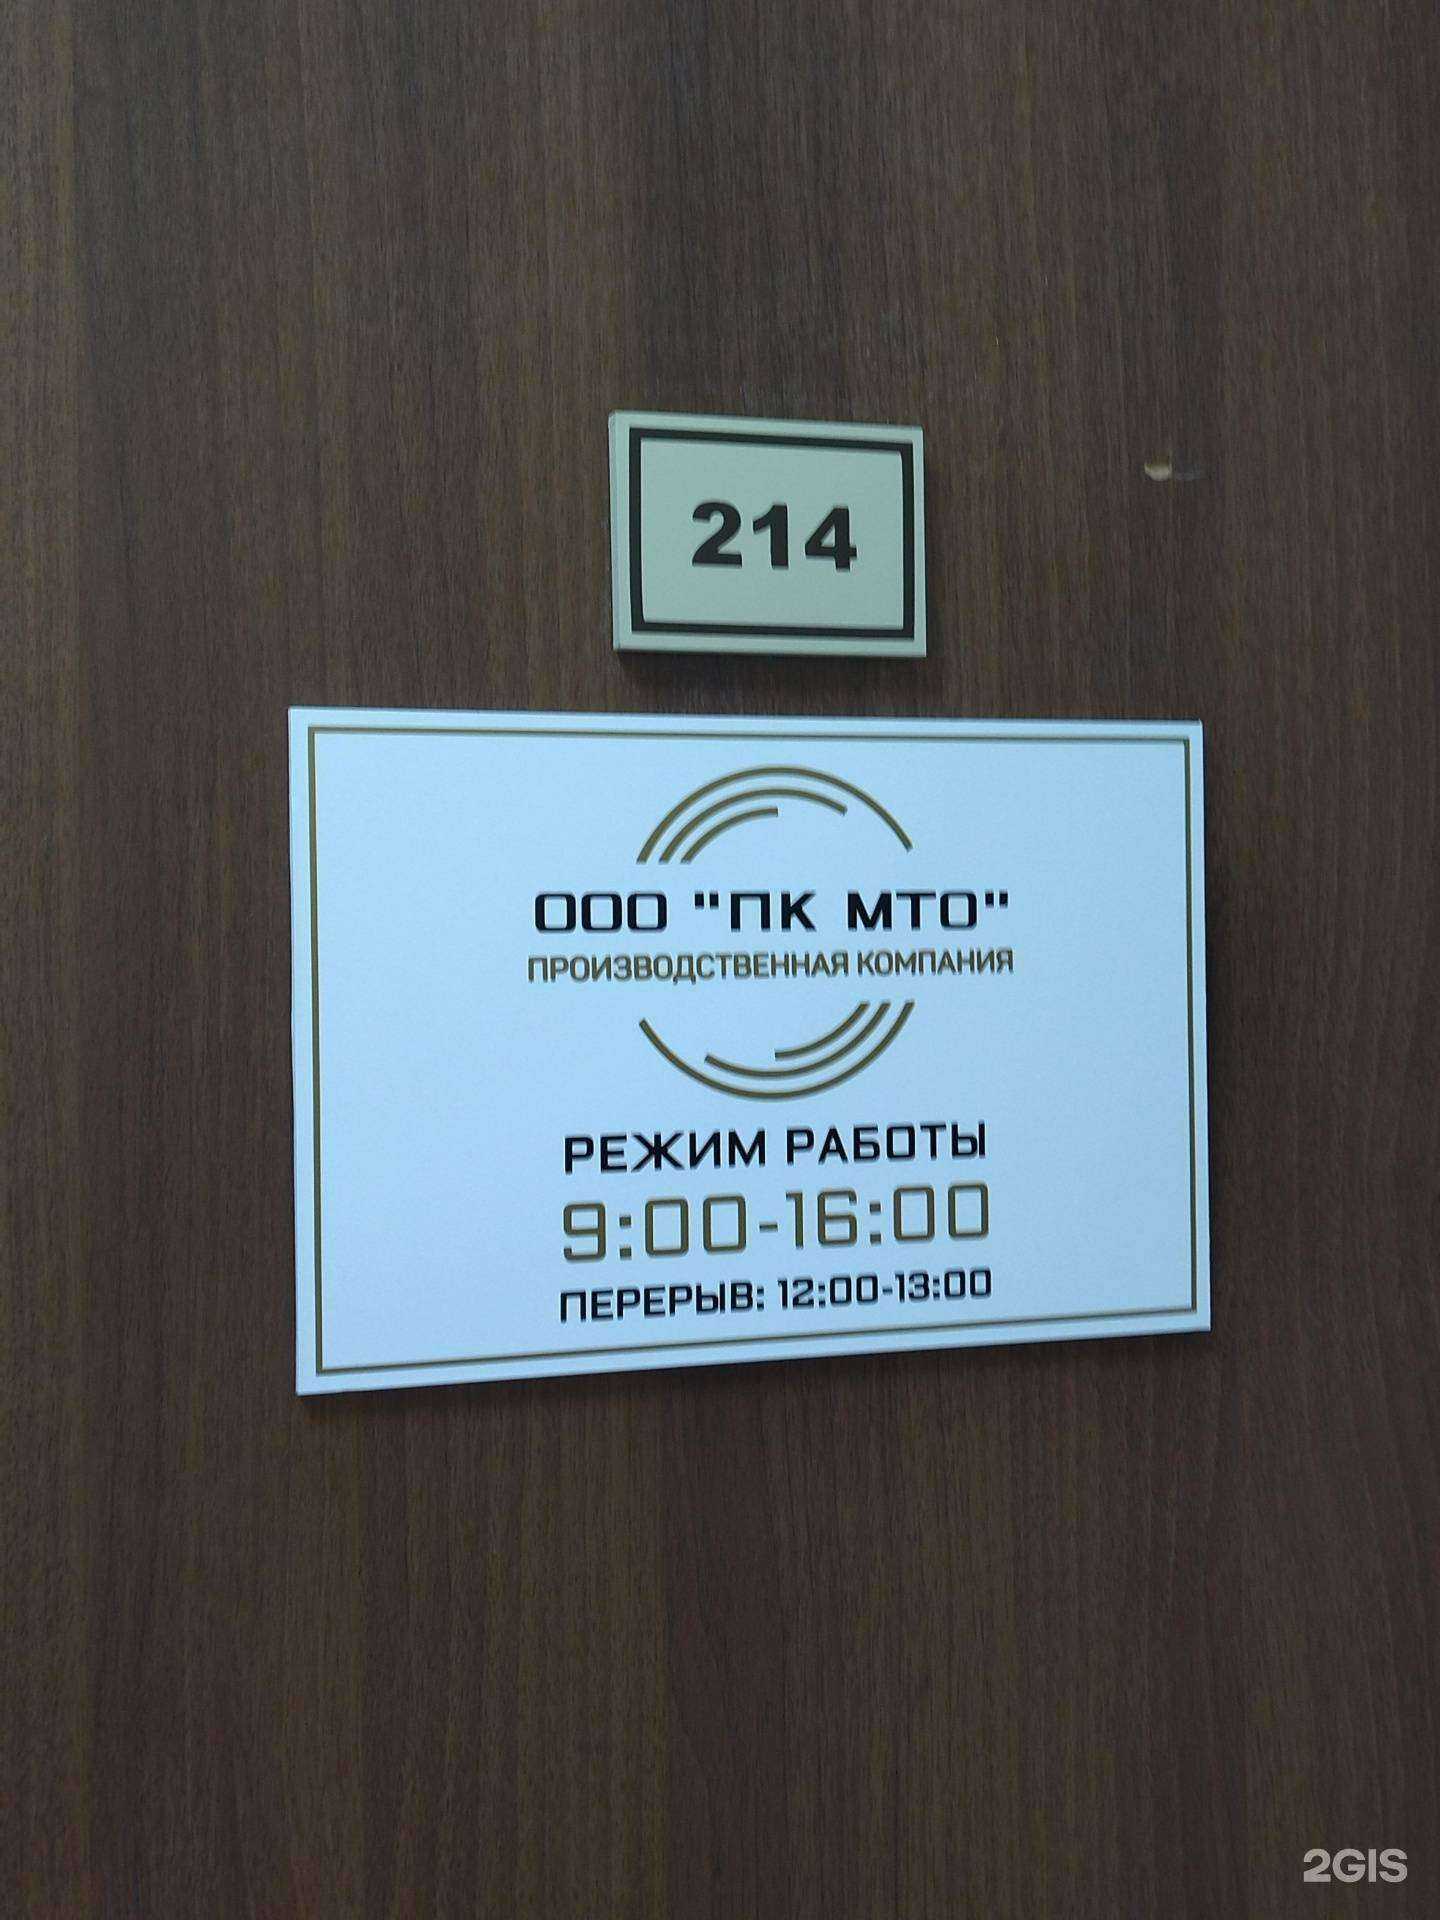 214
ООО "ПК МТО"
ПРОИЗВОДСТВЕННАЯ КОМПАНИЯ
РЕЖИМ РАБОТЫ
9:00-16:00
ПЕРЕРЫВ: 12:00-13:00
2GIS